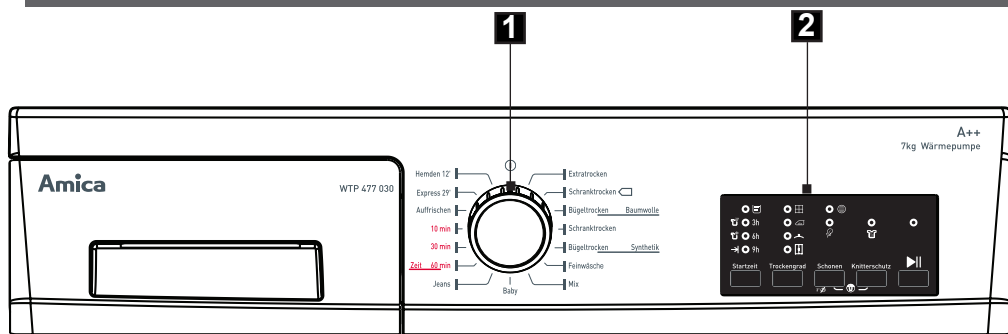 1
2
A++
7kg Wärmepumpe
Amica
WTP 477 030
Hemden 12'
Express 29'
Auffrischen
10 min
30 min
Zeit 60 min
Jeans
Baby
Extratrocken
Schranktrocken
Bügeltrocken Baumwolle
Schranktrocken
Bügeltrocken Synthetik
Feinwäsche
Mix
3h
6h
9h
Startzeit Trockengrad Schonen Knitterschutz